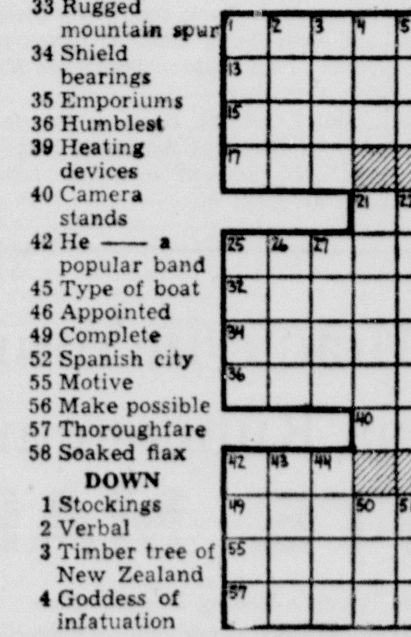 33 Rugged
mountain spur
34 Shield
bearings
35 Emporiums
36 Humblest
39 Heating
devices
40 Camera
stands
42 He —— a
popular band
45 Type of boat
46 Appointed
49 Complete
52 Spanish city
55 Motive
56 Make possible
57 Thoroughfare
58 Soaked flax
DOWN
1 Stockings
2 Verbal
3 Timber tree of
New Zealand
4 Goddess of
infatuation
1 2 3 4 5
13
15
17
21
25 26 27
32
34
36
40
42 43 44
49 50
55
57